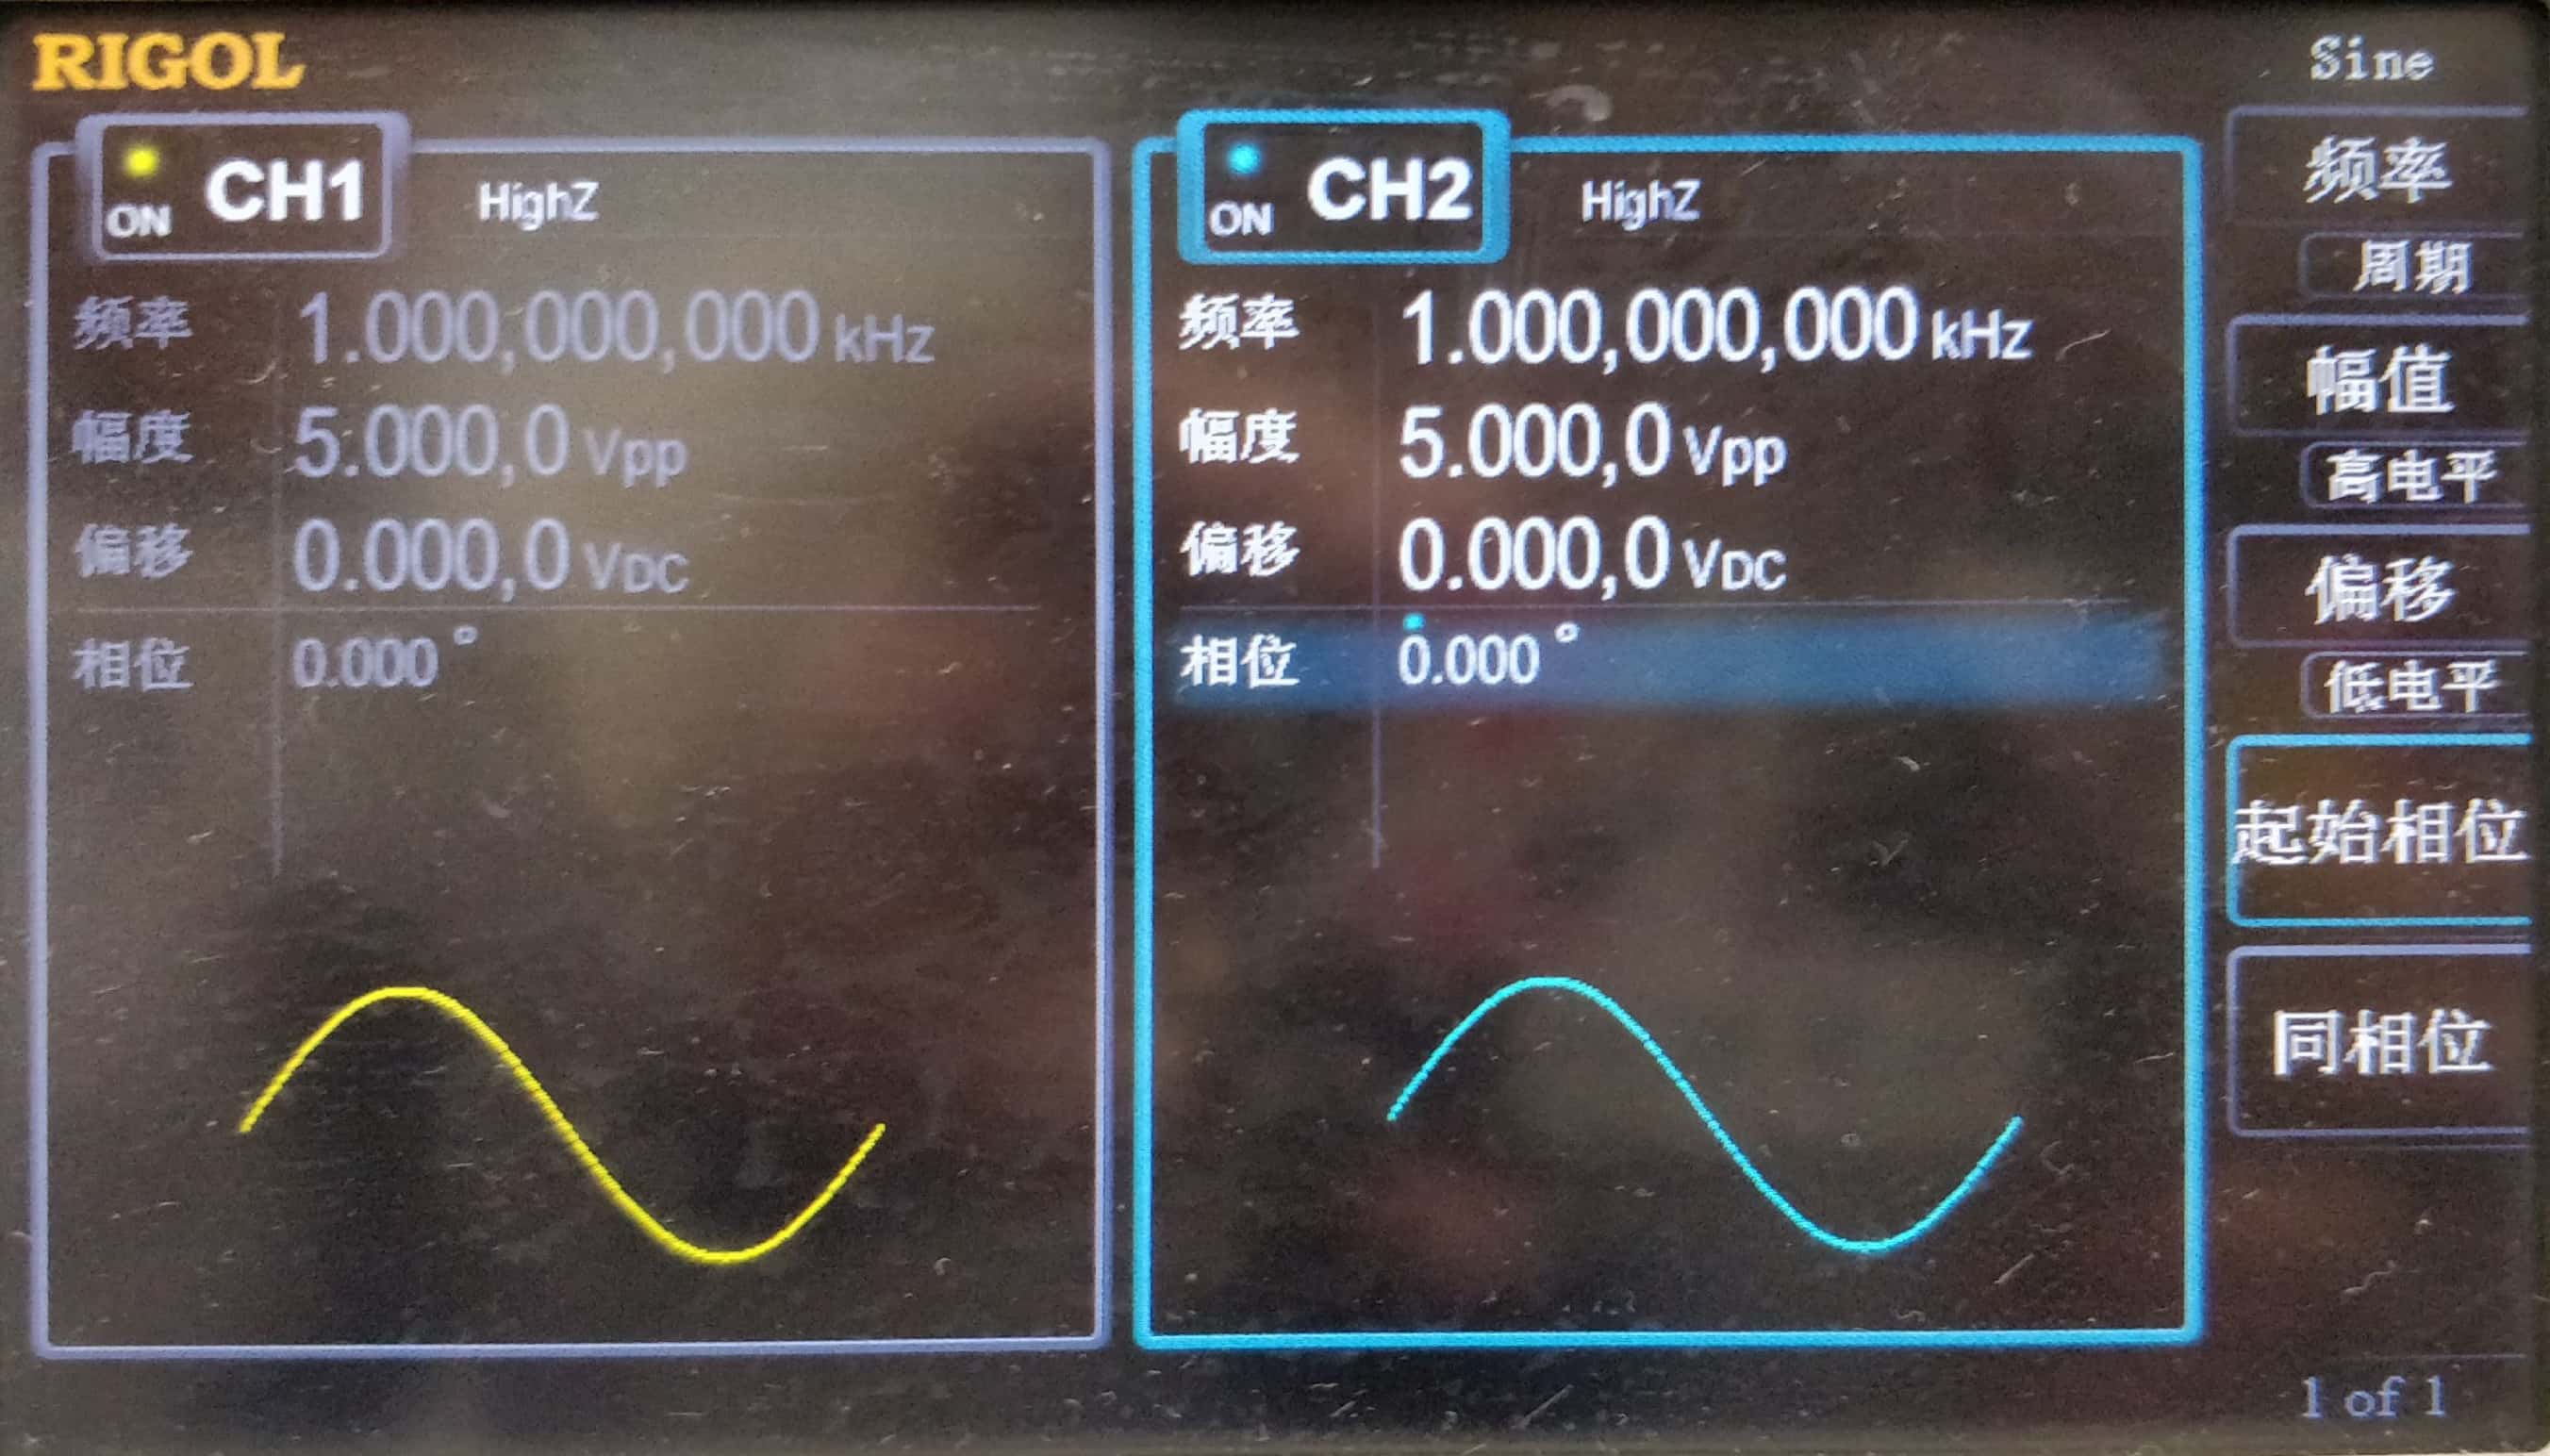 RIGOL
Sine
ON CH1 HighZ
频率 1.000,000,000 kHz
幅度 5.000,0 Vpp
偏移 0.000,0 VDC
相位 0.000 °
ON CH2 HighZ
频率 1.000,000,000 kHz
幅度 5.000,0 Vpp
偏移 0.000,0 VDC
相位 0.000 °
频率
周期
幅值
高电平
偏移
低电平
起始相位
同相位
1 of 1